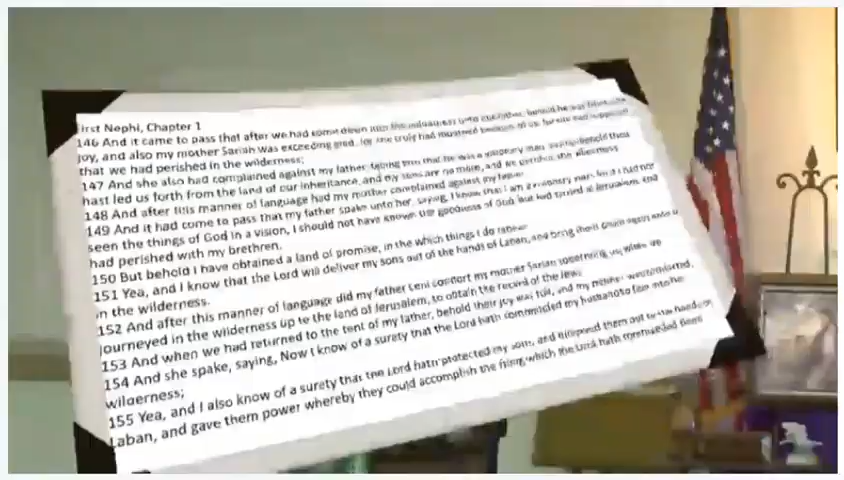 First Nephi, Chapter 1
146 And it came to pass that after we had come down into the wilderness unto my father, behold he was filled with
joy, and also my mother Sariah was exceeding glad, for she truly had mourned because of us, for she had supposed
that we had perished in the wilderness;
147 And she also had complained against my father, telling him that he was a visionary man, saying, behold thou
hast led us forth from the land of our inheritance, and my sons are no more, and we perish in the wilderness
148 And after this manner of language had my mother complained against my father.
149 And it had come to pass that my father spake unto her, saying, I know that I am a visionary man, for if I had not
seen the things of God in a vision, I should not have known the goodness of God, but had tarried at Jerusalem, and
had perished with my brethren.
150 But behold I have obtained a land of promise, in the which things I do rejoice
151 Yea, and I know that the Lord will deliver my sons out of the hands of Laban, and bring them down again unto us
in the wilderness.
152 And after this manner of language did my father Lehi comfort my mother Sariah concerning us, while we
journeyed in the wilderness up to the land of Jerusalem, to obtain the record of the Jews
153 And when we had returned to the tent of my father, behold their joy was full, and my mother was comforted,
154 And she spake, saying, Now I know of a surety that the Lord hath commanded my husband to flee into the
wilderness;
155 Yea, and I also know of a surety that the Lord hath protected my sons, and delivered them out of the hands of
Laban, and gave them power whereby they could accomplish the thing which the Lord hath commanded them